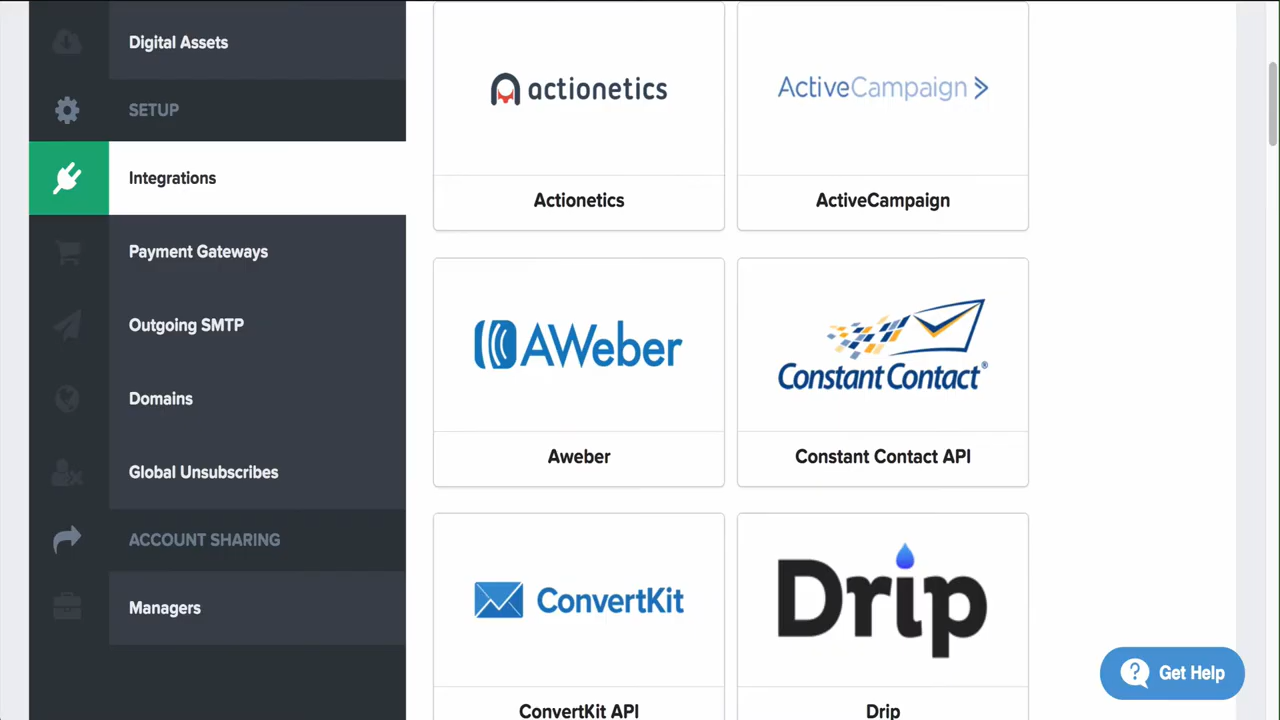 Digital Assets
SETUP
Integrations
Payment Gateways
Outgoing SMTP
Domains
Global Unsubscribes
ACCOUNT SHARING
Managers
actionetics
Actionetics
ActiveCampaign
ActiveCampaign
AWeber
Aweber
Constant Contact®
Constant Contact API
ConvertKit
ConvertKit API
Drip
Drip
Get Help